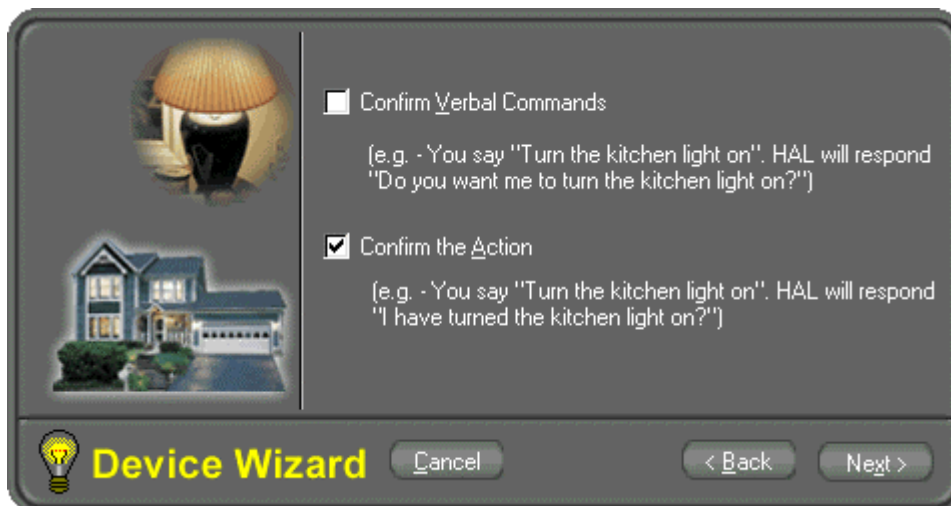 Confirm Verbal Commands
(e.g. - You say "Turn the kitchen light on". HAL will respond
"Do you want me to turn the kitchen light on?")
Confirm the Action
(e.g. - You say "Turn the kitchen light on". HAL will respond
"I have turned the kitchen light on?")
Device Wizard
Cancel
< Back
Next >